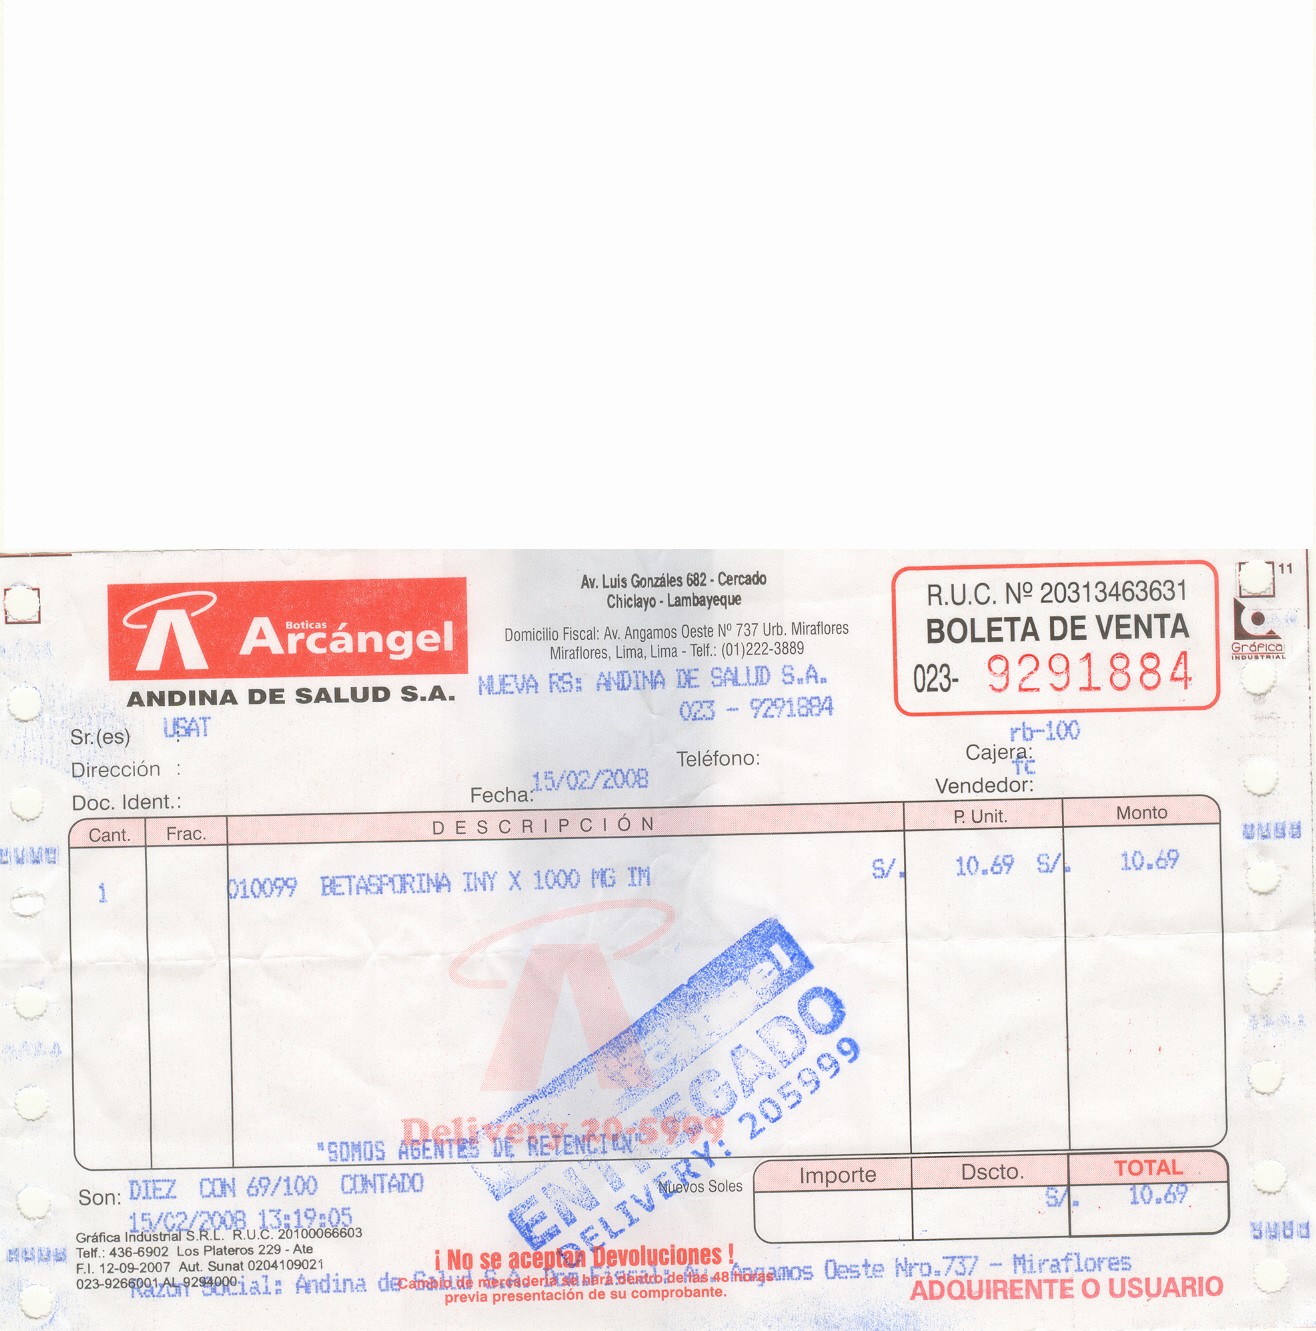 Boticas
Arcángel
ANDINA DE SALUD S.A.
Av. Luis Gonzáles 682 - Cercado
Chiclayo - Lambayeque
Domicilio Fiscal: Av. Angamos Oeste Nº 737 Urb. Miraflores
Miraflores, Lima, Lima - Telf.: (01)222-3889
NUEVA RS: ANDINA DE SALUD S.A.
023 - 9291884
R.U.C. Nº 20313463631
BOLETA DE VENTA
023- 9291884
11
Gráfica
INDUSTRIAL
Sr.(es) USAT
Dirección :
Doc. Ident.:
Fecha: 15/02/2008
Teléfono:
rb-100
Cajera:
fc
Vendedor:
Cant. Frac. DESCRIPCIÓN P. Unit. Monto
1 010099 BETASPORINA INY X 1000 MG IM S/. 10.69 S/. 10.69
Delivery 20-5999
"SOMOS AGENTES DE RETENCION"
ENTREGADO
DELIVERY: 205999
Son: DIEZ CON 69/100 CONTADO
Nuevos Soles
Importe Dscto. TOTAL
S/. 10.69
15/02/2008 13:19:05
Gráfica Industrial S.R.L. R.U.C. 20100066603
Telf.: 436-6902 Los Plateros 229 - Ate
F.I. 12-09-2007 Aut. Sunat 0204109021
023-9266001 AL 9294000
¡ No se aceptan Devoluciones !
Cambio de mercadería se hará dentro de las 48 horas
previa presentación de su comprobante.
Razon Social: Andina de Salud S.A. Dom.Fiscal: Av. Angamos Oeste Nro.737 - Miraflores
ADQUIRENTE O USUARIO